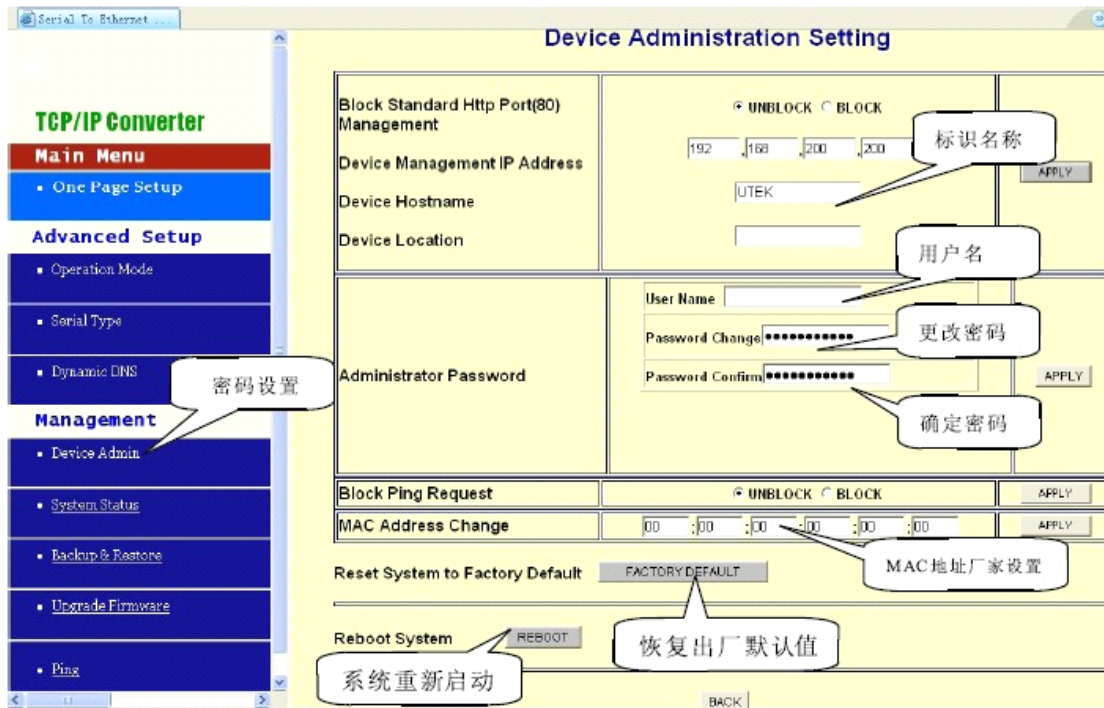 Serial To Ethernet ...
Device Administration Setting
TCP/IP Converter
Main Menu
One Page Setup
Advanced Setup
Operation Mode
Serial Type
Dynamic DNS
密码设置
Management
Device Admin
System Status
Backup & Restore
Upgrade Firmware
Ping
Block Standard Http Port(80)
Management
UNBLOCK BLOCK
Device Management IP Address
192 .168 .200 .200
标识名称
APPLY
Device Hostname
UTEK
Device Location
用户名
Administrator Password
User Name
Password Change ●●●●●●●●●●●
更改密码
Password Confirm ●●●●●●●●●●●
APPLY
确定密码
Block Ping Request
UNBLOCK BLOCK
APPLY
MAC Address Change
00 :00 :00 :00 :00 :00
APPLY
MAC地址厂家设置
Reset System to Factory Default
FACTORY DEFAULT
恢复出厂默认值
Reboot System
REBOOT
系统重新启动
BACK